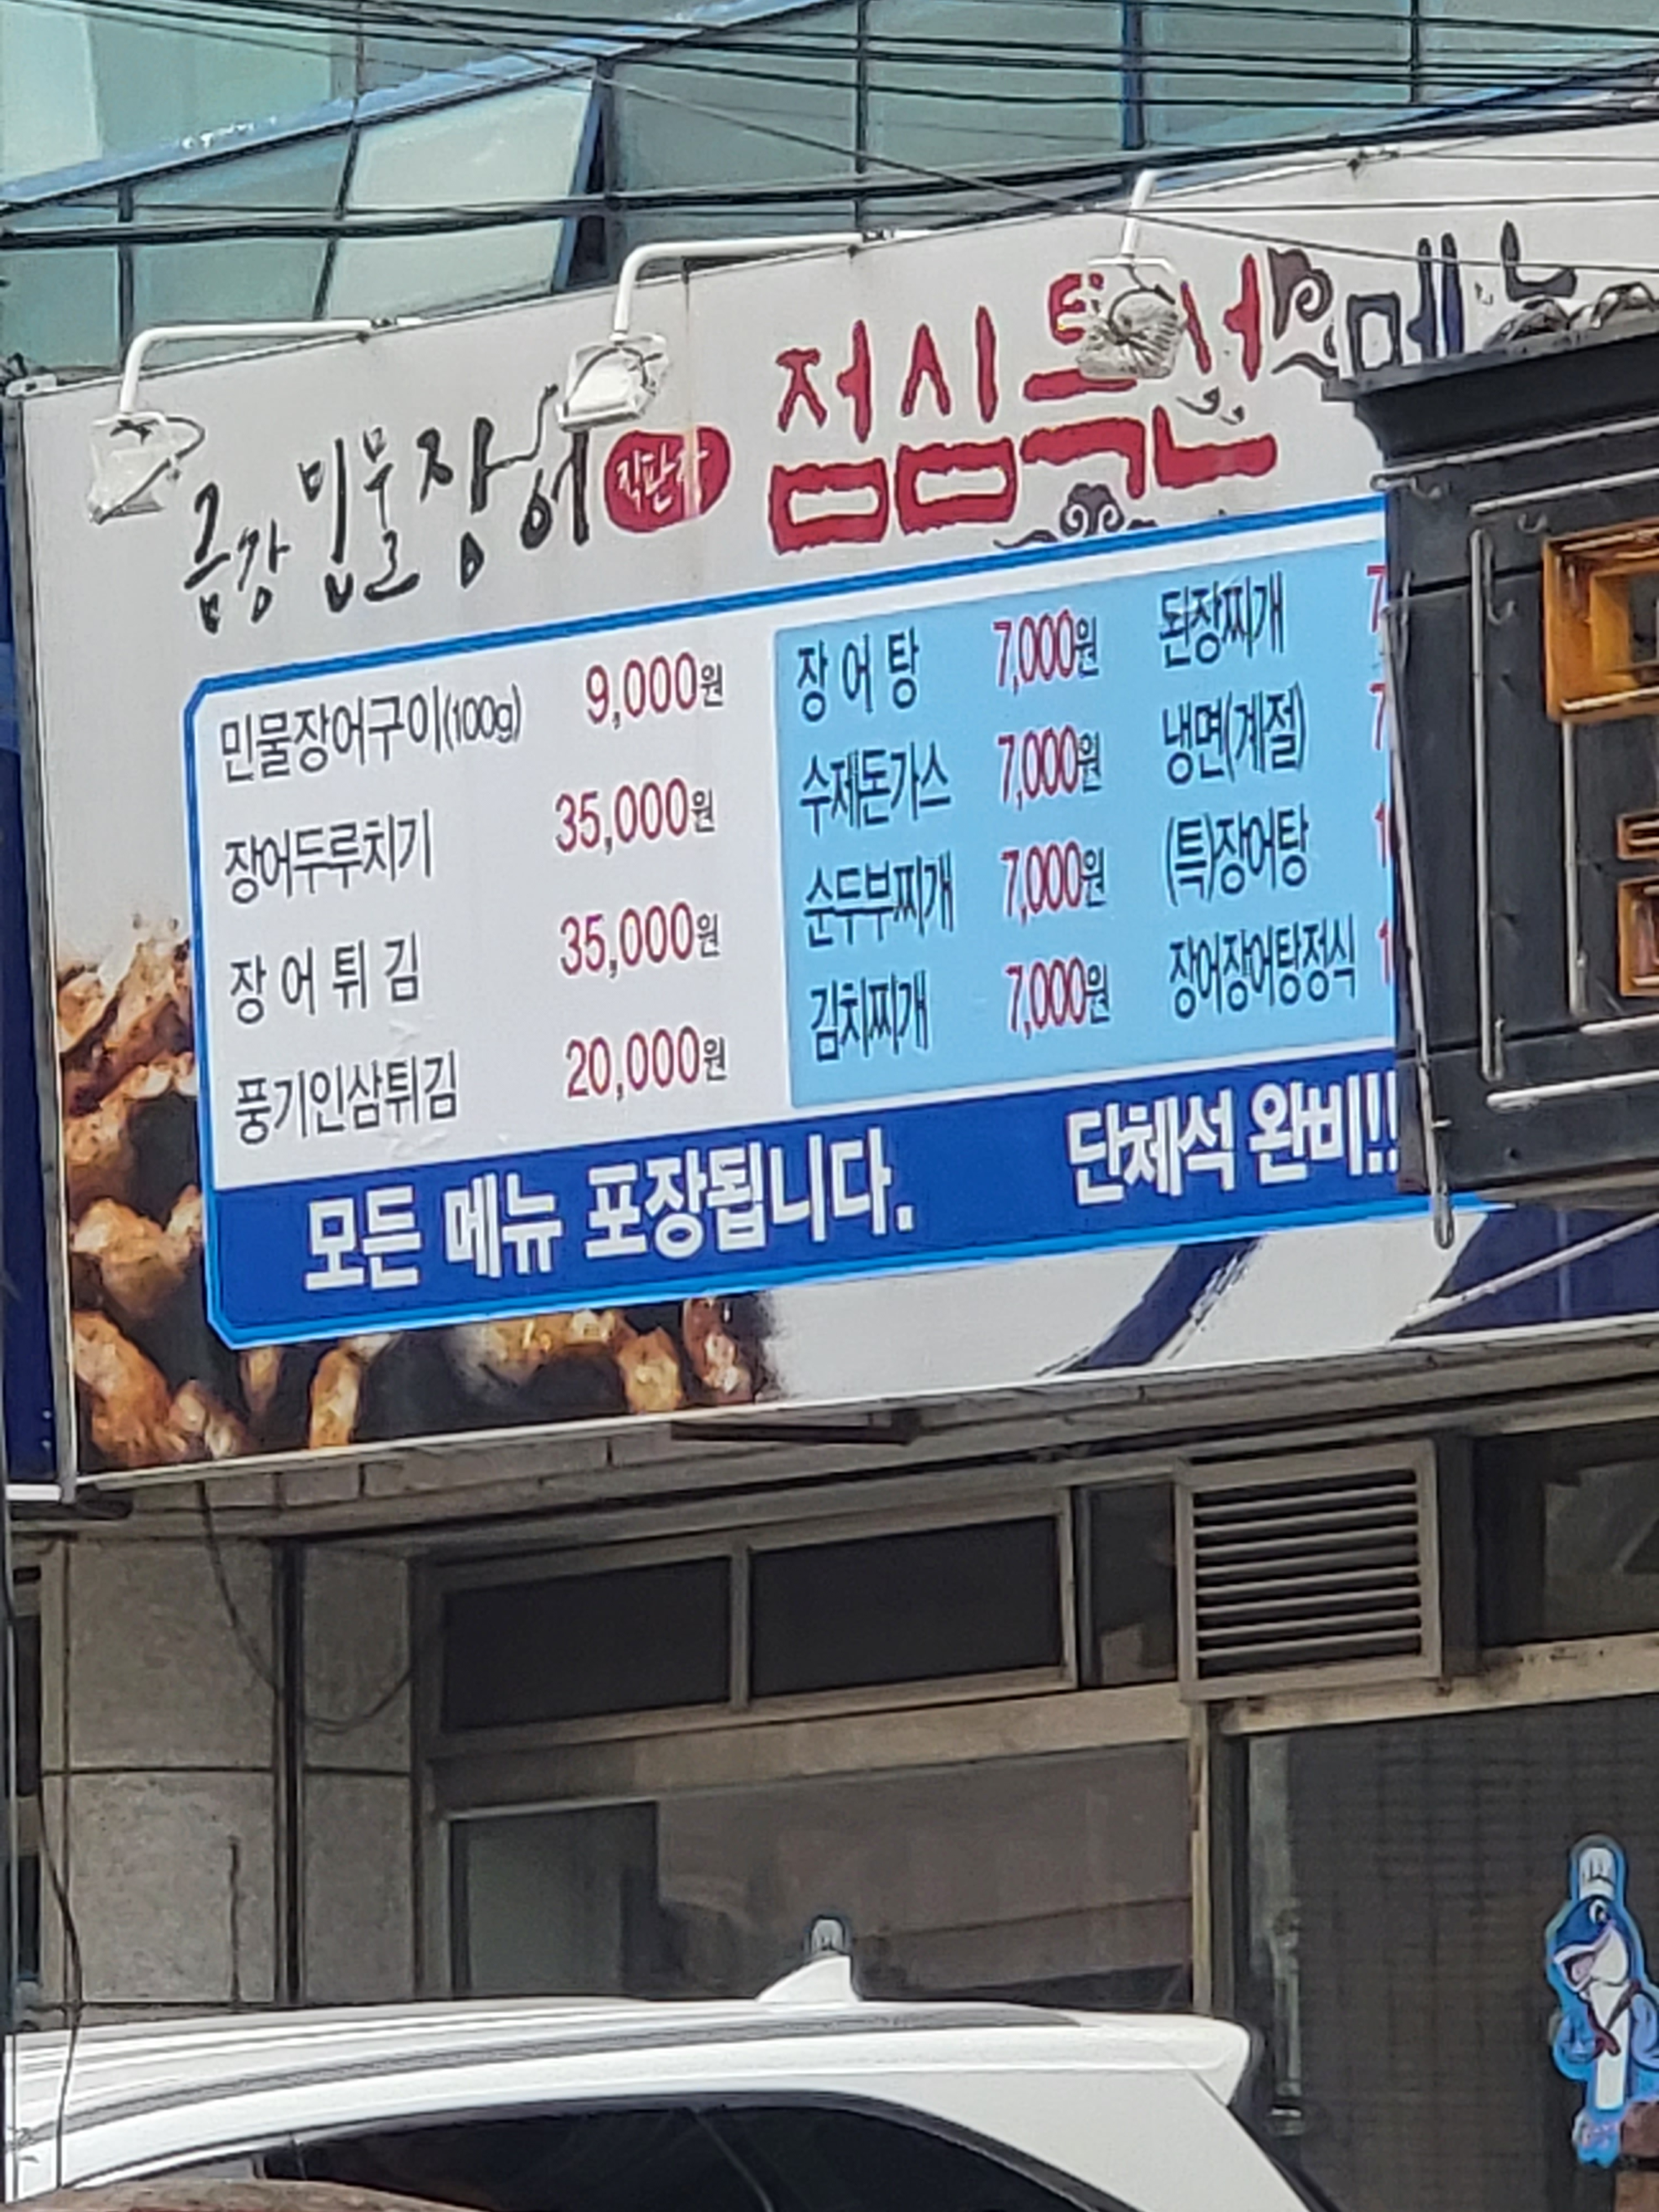 금강 민물장어 직판장 점심특선 메뉴
민물장어구이(100g) 9,000원
장어두루치기 35,000원
장어튀김 35,000원
풍기인삼튀김 20,000원
장어탕 7,000원 된장찌개
수제돈가스 7,000원 냉면(계절)
순두부찌개 7,000원 (특)장어탕
김치찌개 7,000원 장어장어탕정식
모든 메뉴 포장됩니다. 단체석 완비!!